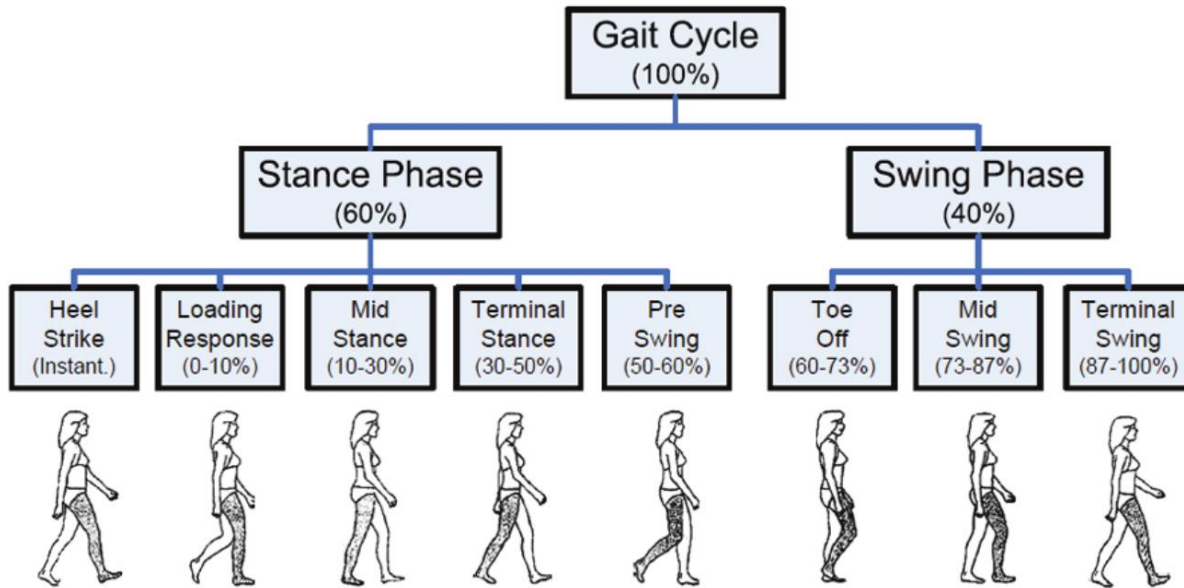 Gait Cycle
(100%)
Stance Phase
(60%)
Swing Phase
(40%)
Heel
Strike
(Instant.)
Loading
Response
(0-10%)
Mid
Stance
(10-30%)
Terminal
Stance
(30-50%)
Pre
Swing
(50-60%)
Toe
Off
(60-73%)
Mid
Swing
(73-87%)
Terminal
Swing
(87-100%)